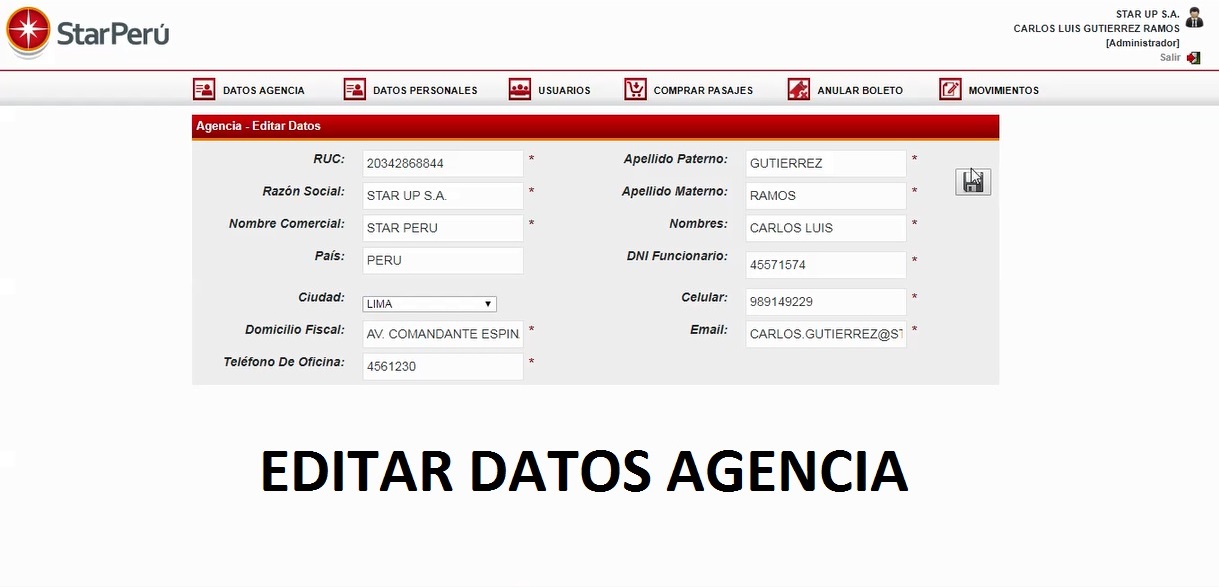 StarPerú
STAR UP S.A.
CARLOS LUIS GUTIERREZ RAMOS
[Administrador]
Salir
DATOS AGENCIA
DATOS PERSONALES
USUARIOS
COMPRAR PASAJES
ANULAR BOLETO
MOVIMIENTOS
Agencia - Editar Datos
RUC: 20342868844 *
Razón Social: STAR UP S.A. *
Nombre Comercial: STAR PERU *
País: PERU
Ciudad: LIMA
Domicilio Fiscal: AV. COMANDANTE ESPIN *
Teléfono De Oficina: 4561230 *
Apellido Paterno: GUTIERREZ *
Apellido Materno: RAMOS *
Nombres: CARLOS LUIS *
DNI Funcionario: 45571574 *
Celular: 989149229 *
Email: CARLOS.GUTIERREZ@ST *
EDITAR DATOS AGENCIA